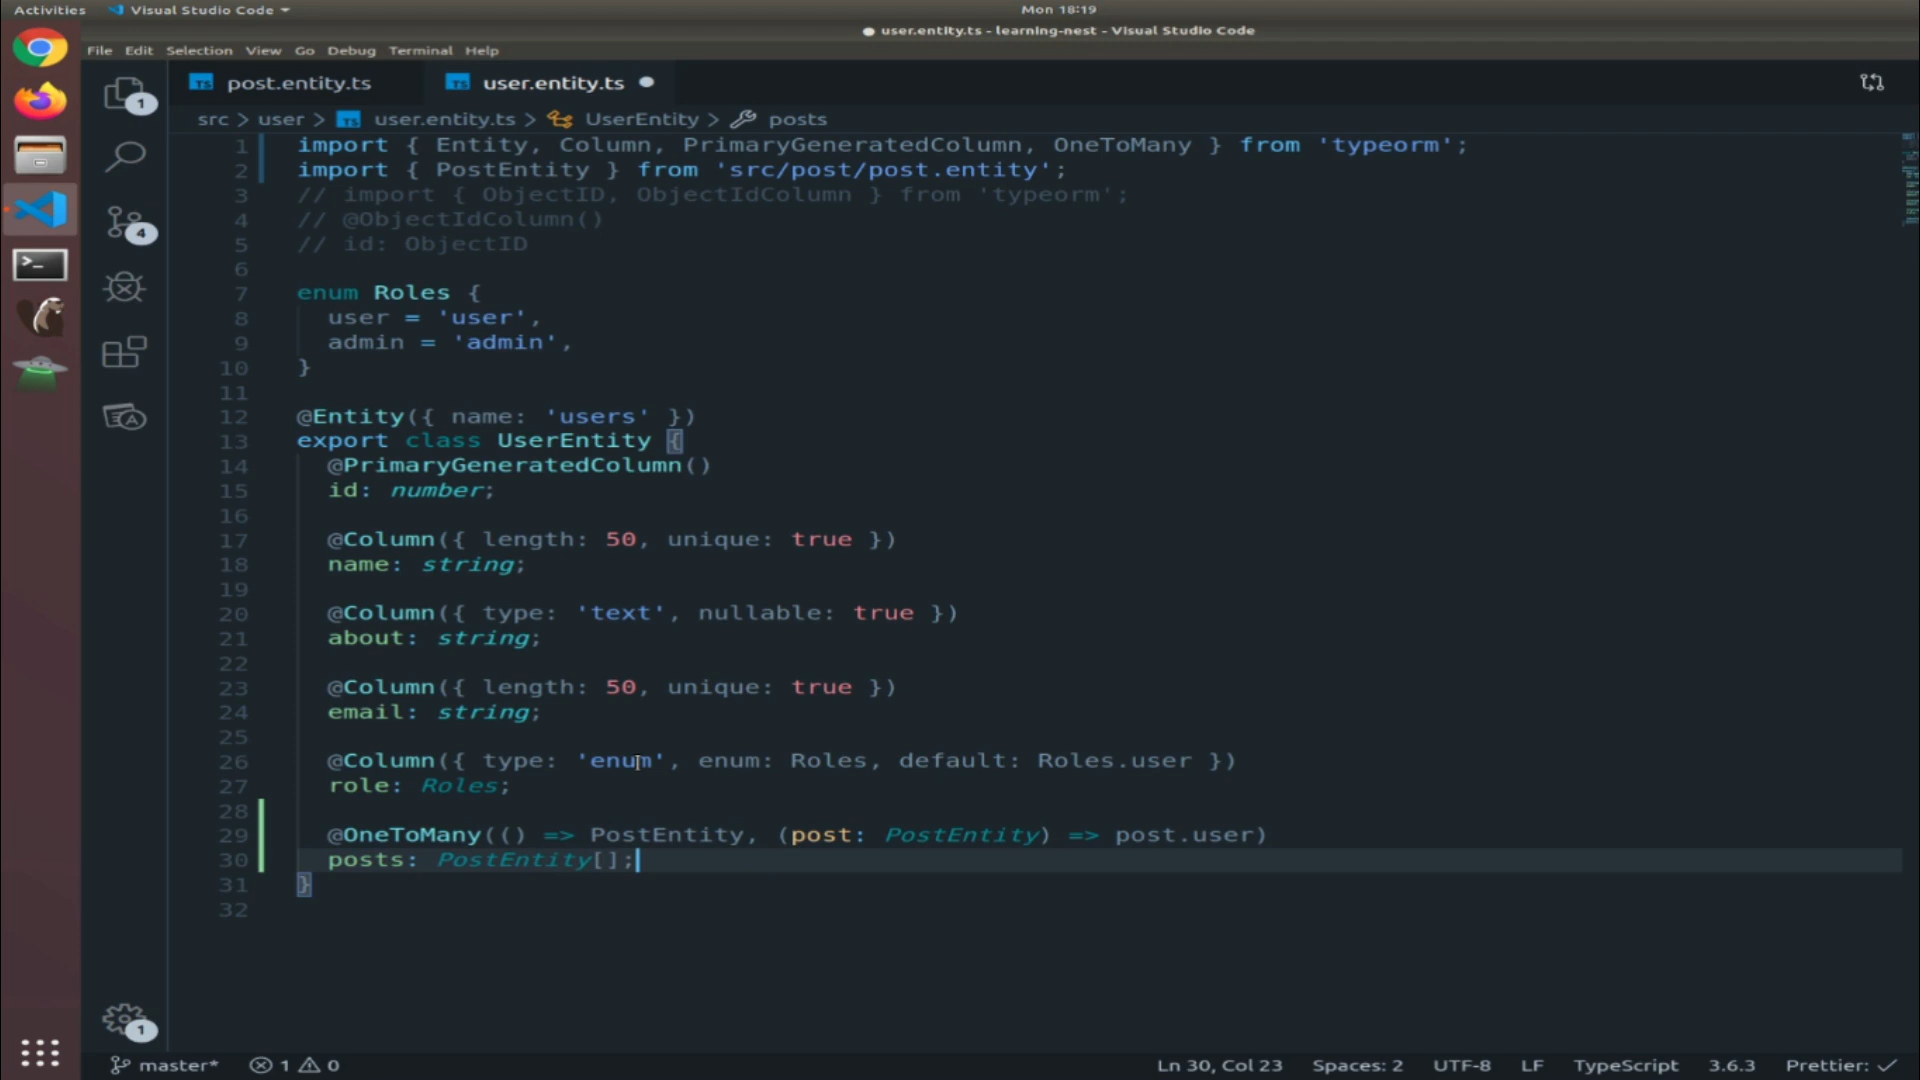 Activities Visual Studio Code Mon 18:19
● user.entity.ts - learning-nest - Visual Studio Code
File Edit Selection View Go Debug Terminal Help
TS post.entity.ts TS user.entity.ts ●
src > user > TS user.entity.ts > UserEntity > posts
1 import { Entity, Column, PrimaryGeneratedColumn, OneToMany } from 'typeorm';
2 import { PostEntity } from 'src/post/post.entity';
3 // import { ObjectID, ObjectIdColumn } from 'typeorm';
4 // @ObjectIdColumn()
5 // id: ObjectID
6
7 enum Roles {
8 user = 'user',
9 admin = 'admin',
10 }
11
12 @Entity({ name: 'users' })
13 export class UserEntity {
14 @PrimaryGeneratedColumn()
15 id: number;
16
17 @Column({ length: 50, unique: true })
18 name: string;
19
20 @Column({ type: 'text', nullable: true })
21 about: string;
22
23 @Column({ length: 50, unique: true })
24 email: string;
25
26 @Column({ type: 'enum', enum: Roles, default: Roles.user })
27 role: Roles;
28
29 @OneToMany(() => PostEntity, (post: PostEntity) => post.user)
30 posts: PostEntity[];
31 }
32
1
4
1
master* 1 0 Ln 30, Col 23 Spaces: 2 UTF-8 LF TypeScript 3.6.3 Prettier: ✓